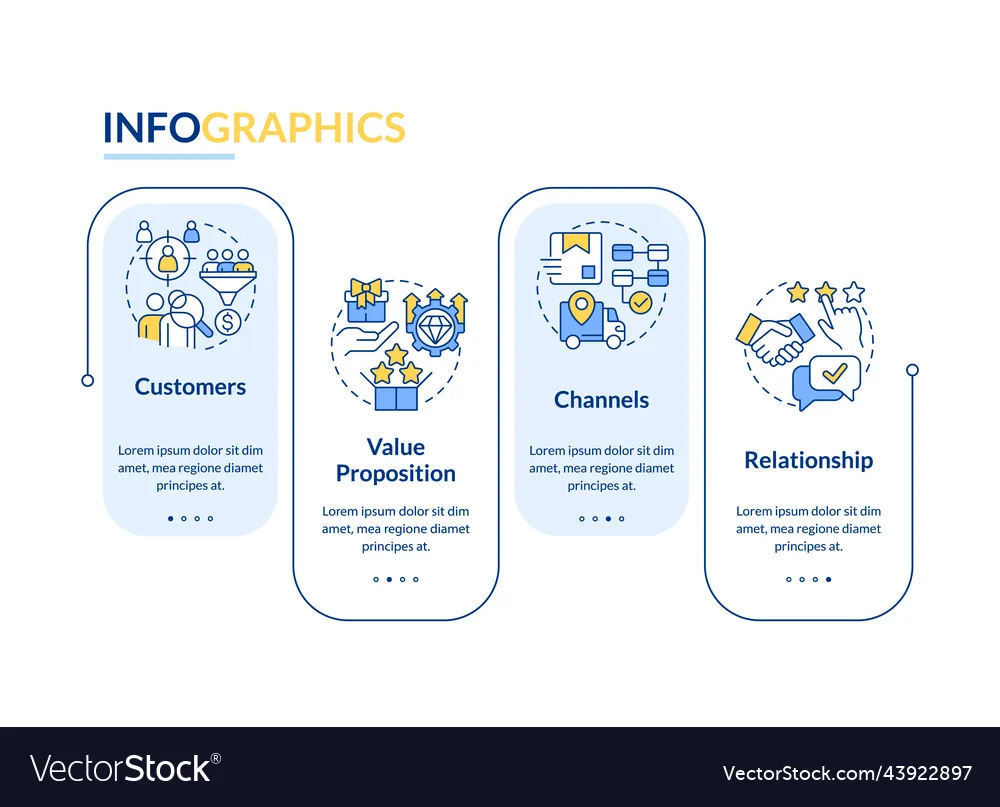 INFOGRAPHICS
Customers
Lorem ipsum dolor sit dim
amet, mea regione diamet
principes at.
Value
Proposition
Lorem ipsum dolor sit dim
amet, mea regione diamet
principes at.
Channels
Lorem ipsum dolor sit dim
amet, mea regione diamet
principes at.
Relationship
Lorem ipsum dolor sit dim
amet, mea regione diamet
principes at.
$
VectorStock®
VectorStock.com/43922897